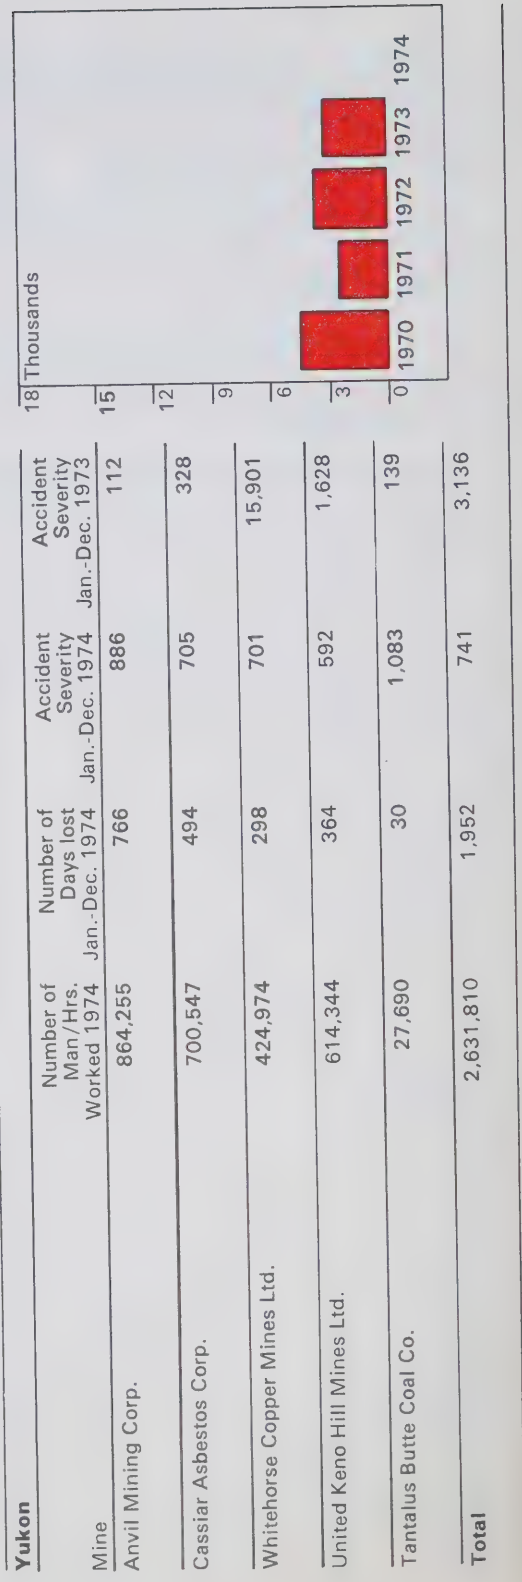 Yukon
Mine Number of Man/Hrs. Worked 1974 Number of Days lost Jan.-Dec. 1974 Accident Severity Jan.-Dec. 1974 Accident Severity Jan.-Dec. 1973
Anvil Mining Corp. 864,255 766 886 112
Cassiar Asbestos Corp. 700,547 494 705 328
Whitehorse Copper Mines Ltd. 424,974 298 701 15,901
United Keno Hill Mines Ltd. 614,344 364 592 1,628
Tantalus Butte Coal Co. 27,690 30 1,083 139
Total 2,631,810 1,952 741 3,136
18 Thousands
15
12
9
6
3
0
1970 1971 1972 1973 1974